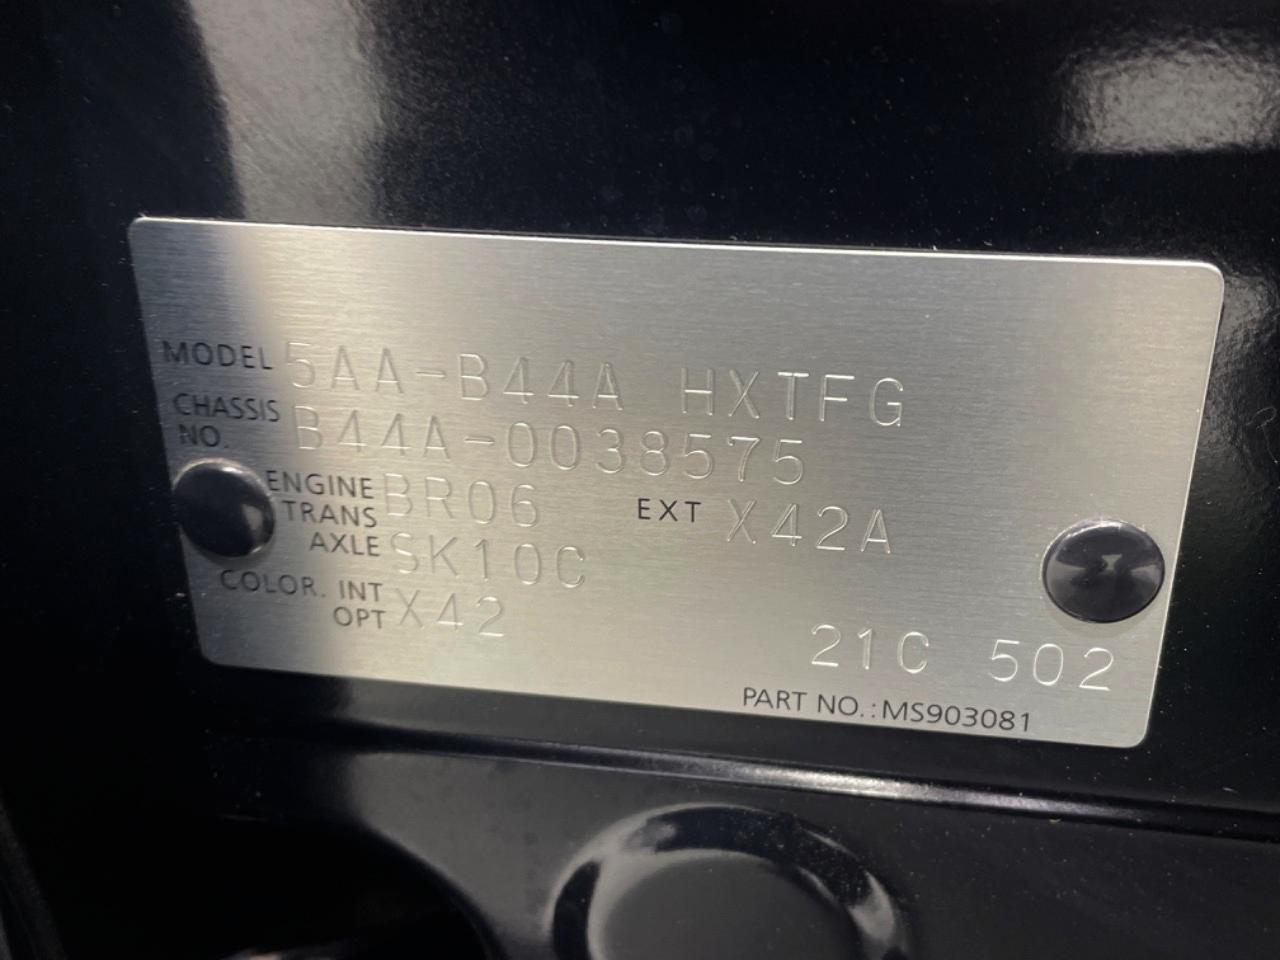 MODEL 5AA-B44A HXTFG
CHASSIS NO. B44A-0038575
ENGINE BR06 EXT X42A
TRANS AXLE SK10C
COLOR. INT OPT X42
21C 502
PART NO.:MS903081